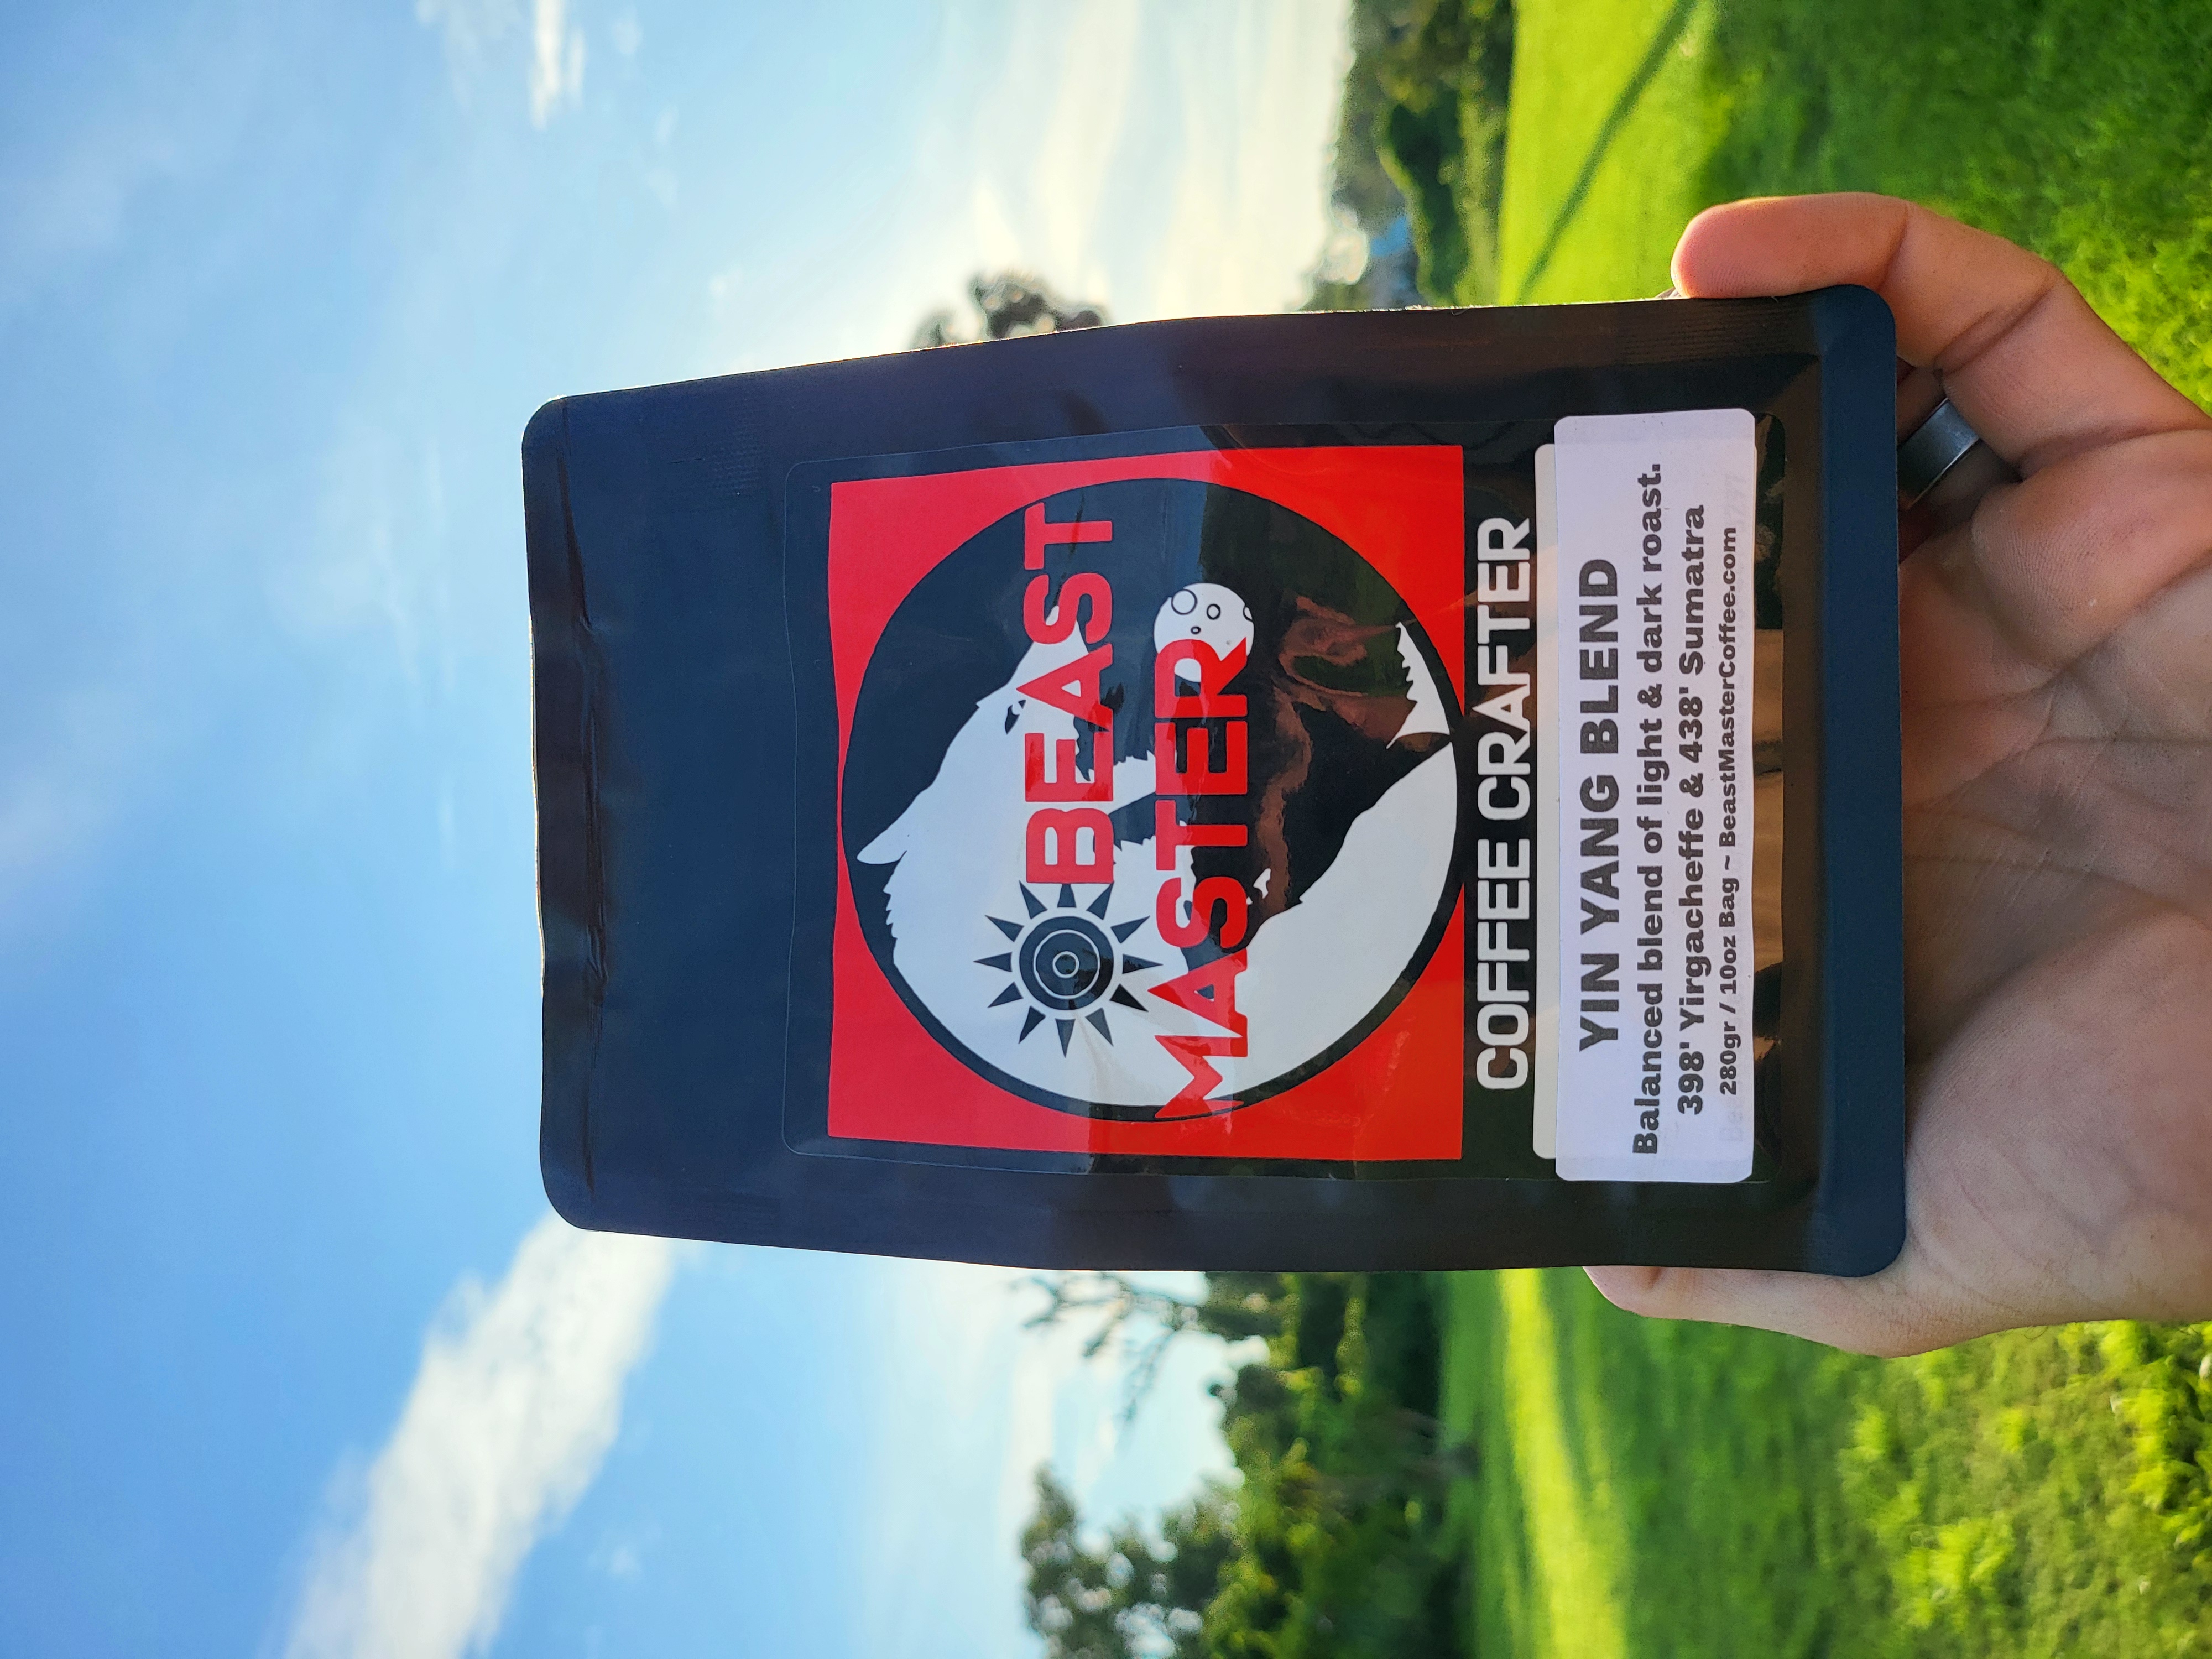 BEAST
MASTER
COFFEE CRAFTER
YIN YANG BLEND
Balanced blend of light & dark roast.
398' Yirgacheffe & 438' Sumatra
280gr / 10oz Bag ~ BeastMasterCoffee.com